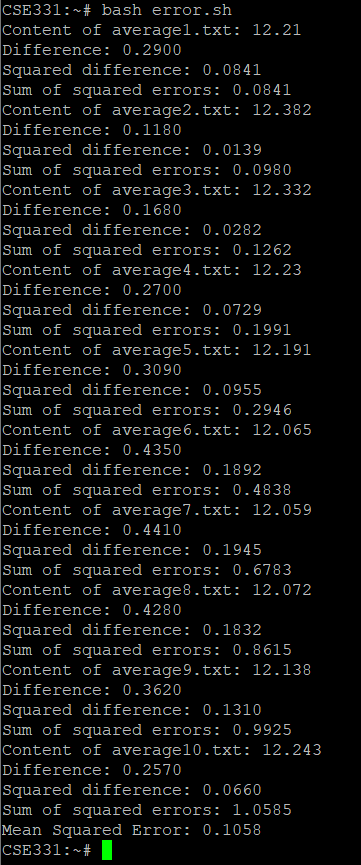 CSE331:~# bash error.sh
Content of average1.txt: 12.21
Difference: 0.2900
Squared difference: 0.0841
Sum of squared errors: 0.0841
Content of average2.txt: 12.382
Difference: 0.1180
Squared difference: 0.0139
Sum of squared errors: 0.0980
Content of average3.txt: 12.332
Difference: 0.1680
Squared difference: 0.0282
Sum of squared errors: 0.1262
Content of average4.txt: 12.23
Difference: 0.2700
Squared difference: 0.0729
Sum of squared errors: 0.1991
Content of average5.txt: 12.191
Difference: 0.3090
Squared difference: 0.0955
Sum of squared errors: 0.2946
Content of average6.txt: 12.065
Difference: 0.4350
Squared difference: 0.1892
Sum of squared errors: 0.4838
Content of average7.txt: 12.059
Difference: 0.4410
Squared difference: 0.1945
Sum of squared errors: 0.6783
Content of average8.txt: 12.072
Difference: 0.4280
Squared difference: 0.1832
Sum of squared errors: 0.8615
Content of average9.txt: 12.138
Difference: 0.3620
Squared difference: 0.1310
Sum of squared errors: 0.9925
Content of average10.txt: 12.243
Difference: 0.2570
Squared difference: 0.0660
Sum of squared errors: 1.0585
Mean Squared Error: 0.1058
CSE331:~#